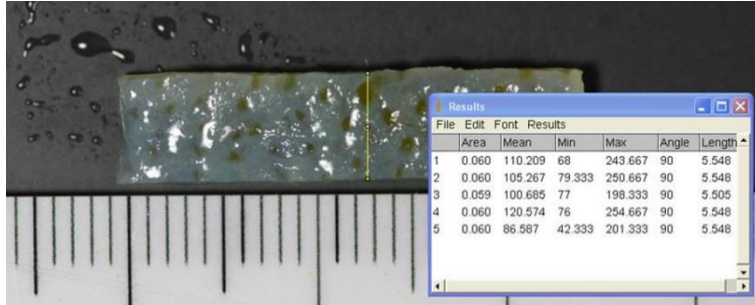 Results
File Edit Font Results
Area Mean Min Max Angle Length
1 0.060 110.209 68 243.667 90 5.548
2 0.060 105.267 79.333 250.667 90 5.548
3 0.059 100.685 77 198.333 90 5.505
4 0.060 120.574 76 254.667 90 5.548
5 0.060 86.587 42.333 201.333 90 5.548